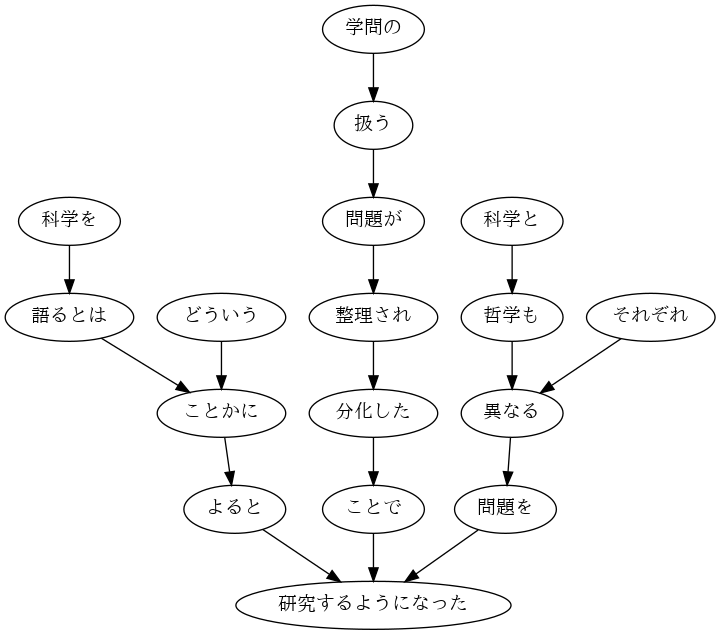 学問の
扱う
科学を
問題が
科学と
語るとは
どういう
整理され
哲学も
それぞれ
ことかに
分化した
異なる
よると
ことで
問題を
研究するようになった